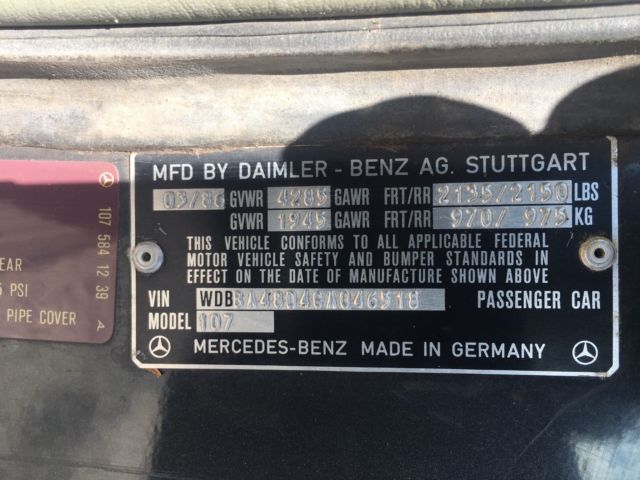 MFD BY DAIMLER - BENZ AG. STUTTGART
03/86 GVWR 4285 GAWR FRT/RR 2135/2150 LBS
GVWR 1945 GAWR FRT/RR 970/ 975 KG
THIS VEHICLE CONFORMS TO ALL APPLICABLE FEDERAL
MOTOR VEHICLE SAFETY AND BUMPER STANDARDS IN
EFFECT ON THE DATE OF MANUFACTURE SHOWN ABOVE
VIN WDBBA48D4GA046518 PASSENGER CAR
MODEL 107
MERCEDES-BENZ MADE IN GERMANY
107 584 12 39 A
EAR
5 PSI
PIPE COVER